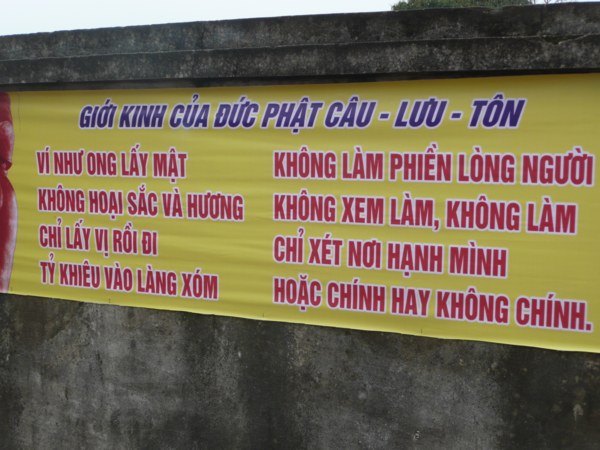 GIỚI KINH CỦA ĐỨC PHẬT CÂU - LƯU - TÔN
VÍ NHƯ ONG LẤY MẬT
KHÔNG HOẠI SẮC VÀ HƯƠNG
CHỈ LẤY VỊ RỒI ĐI
TỶ KHIÊU VÀO LÀNG XÓM
KHÔNG LÀM PHIỀN LÒNG NGƯỜI
KHÔNG XEM LÀM, KHÔNG LÀM
CHỈ XÉT NƠI HẠNH MÌNH
HOẶC CHÍNH HAY KHÔNG CHÍNH.